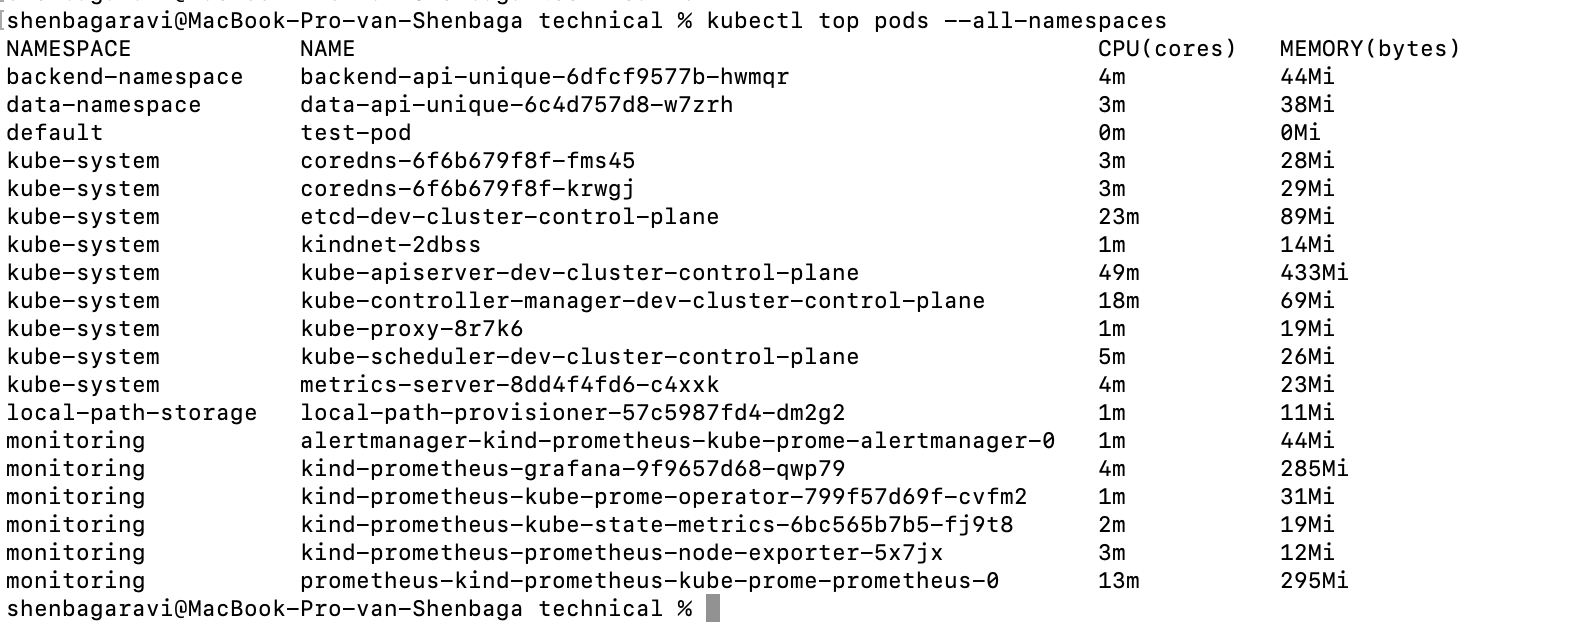 shenbagaravi@MacBook-Pro-van-Shenbaga technical % kubectl top pods --all-namespaces
NAMESPACE NAME CPU(cores) MEMORY(bytes)
backend-namespace backend-api-unique-6dfcf9577b-hwmqr 4m 44Mi
data-namespace data-api-unique-6c4d757d8-w7zrh 3m 38Mi
default test-pod 0m 0Mi
kube-system coredns-6f6b679f8f-fms45 3m 28Mi
kube-system coredns-6f6b679f8f-krwgj 3m 29Mi
kube-system etcd-dev-cluster-control-plane 23m 89Mi
kube-system kindnet-2dbss 1m 14Mi
kube-system kube-apiserver-dev-cluster-control-plane 49m 433Mi
kube-system kube-controller-manager-dev-cluster-control-plane 18m 69Mi
kube-system kube-proxy-8r7k6 1m 19Mi
kube-system kube-scheduler-dev-cluster-control-plane 5m 26Mi
kube-system metrics-server-8dd4f4fd6-c4xxk 4m 23Mi
local-path-storage local-path-provisioner-57c5987fd4-dm2g2 1m 11Mi
monitoring alertmanager-kind-prometheus-kube-prome-alertmanager-0 1m 44Mi
monitoring kind-prometheus-grafana-9f9657d68-qwp79 4m 285Mi
monitoring kind-prometheus-kube-prome-operator-799f57d69f-cvfm2 1m 31Mi
monitoring kind-prometheus-kube-state-metrics-6bc565b7b5-fj9t8 2m 19Mi
monitoring kind-prometheus-prometheus-node-exporter-5x7jx 3m 12Mi
monitoring prometheus-kind-prometheus-kube-prome-prometheus-0 13m 295Mi
shenbagaravi@MacBook-Pro-van-Shenbaga technical %